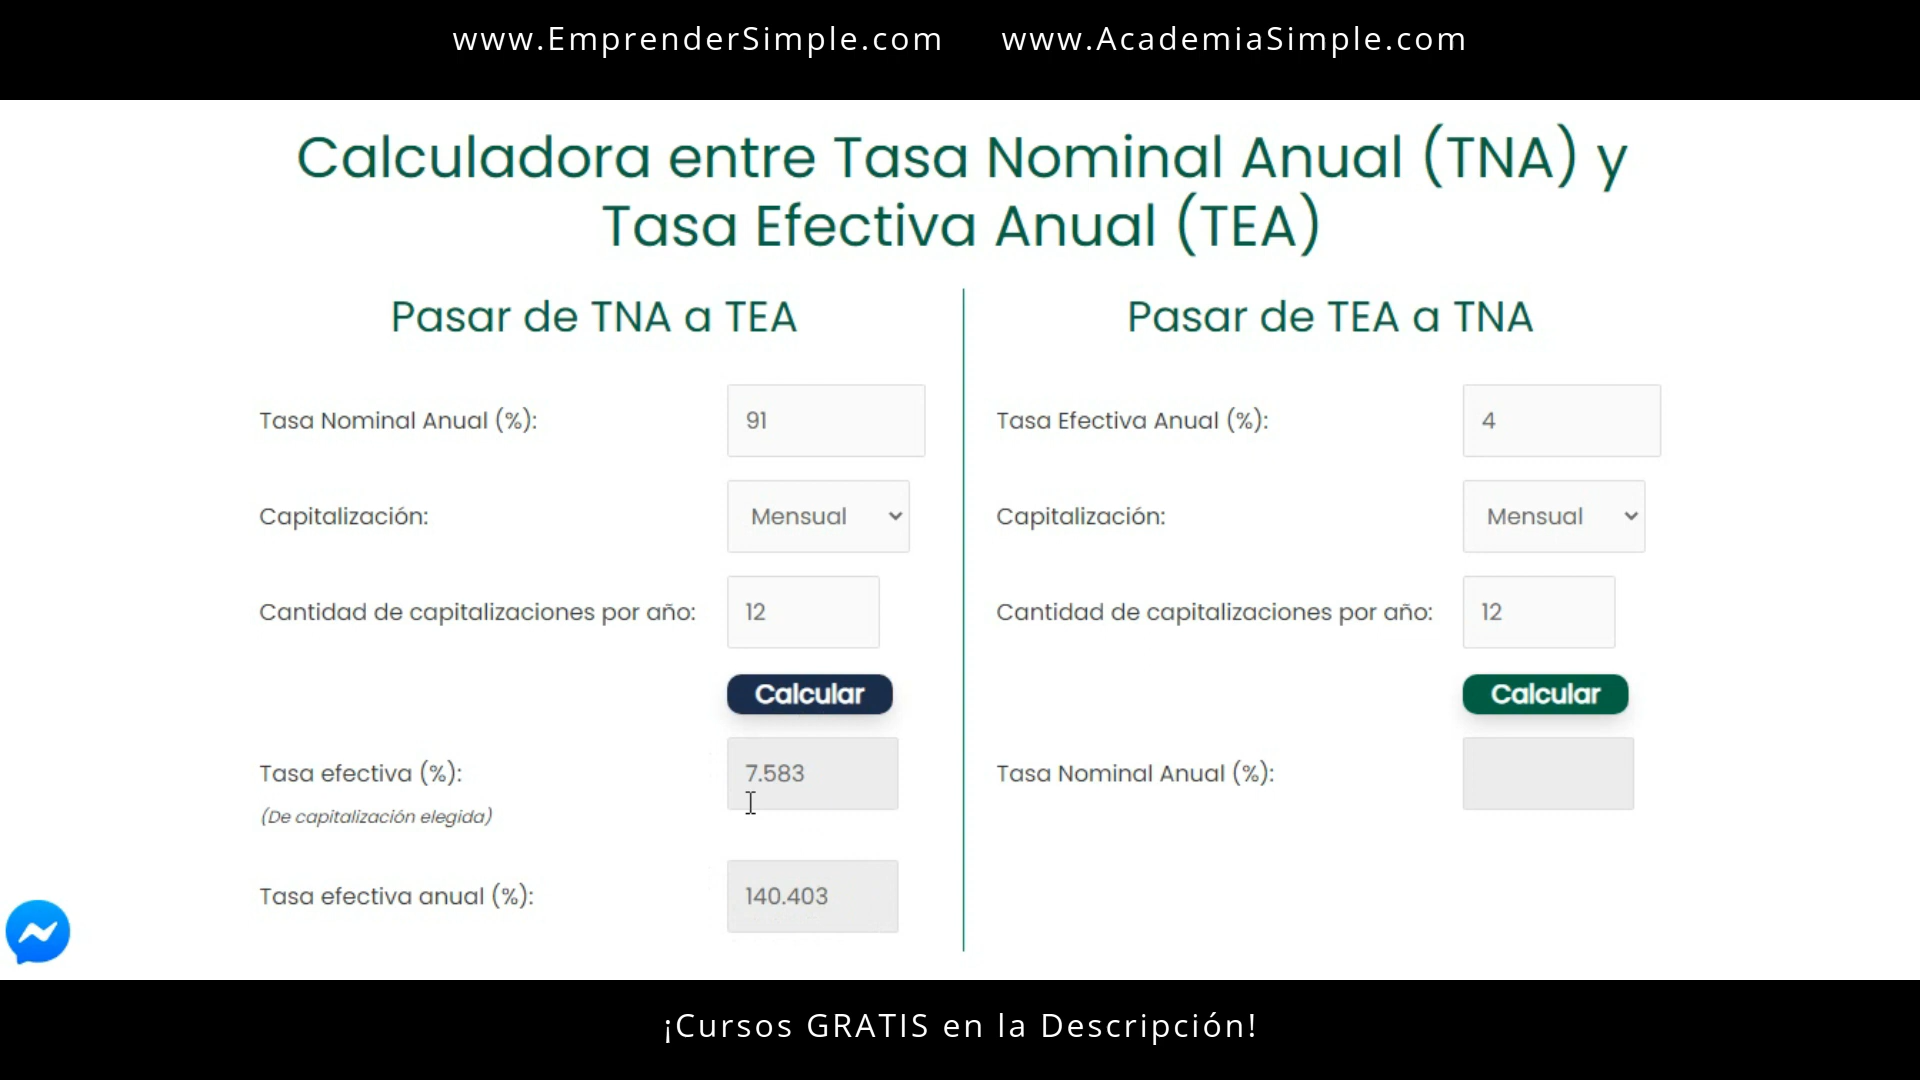 www.EmprenderSimple.com www.AcademiaSimple.com
Calculadora entre Tasa Nominal Anual (TNA) y
Tasa Efectiva Anual (TEA)
Pasar de TNA a TEA
Tasa Nominal Anual (%): 91
Capitalización: Mensual
Cantidad de capitalizaciones por año: 12
Calcular
Tasa efectiva (%): 7.583
(De capitalización elegida)
Tasa efectiva anual (%): 140.403
Pasar de TEA a TNA
Tasa Efectiva Anual (%): 4
Capitalización: Mensual
Cantidad de capitalizaciones por año: 12
Calcular
Tasa Nominal Anual (%):
¡Cursos GRATIS en la Descripción!